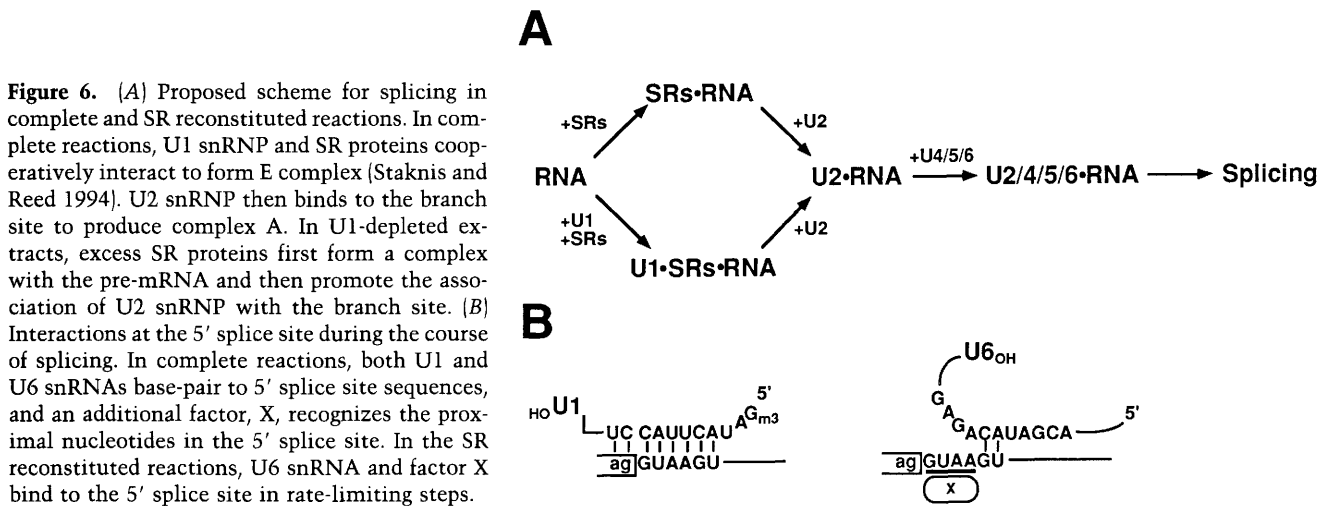 Figure 6. (A) Proposed scheme for splicing in
complete and SR reconstituted reactions. In com-
plete reactions, U1 snRNP and SR proteins coop-
eratively interact to form E complex (Staknis and
Reed 1994). U2 snRNP then binds to the branch
site to produce complex A. In U1-depleted ex-
tracts, excess SR proteins first form a complex
with the pre-mRNA and then promote the asso-
ciation of U2 snRNP with the branch site. (B)
Interactions at the 5' splice site during the course
of splicing. In complete reactions, both U1 and
U6 snRNAs base-pair to 5' splice site sequences,
and an additional factor, X, recognizes the prox-
imal nucleotides in the 5' splice site. In the SR
reconstituted reactions, U6 snRNA and factor X
bind to the 5' splice site in rate-limiting steps.
A
SRs•RNA
+SRs
+U2
RNA
U2•RNA
+U4/5/6
U2/4/5/6•RNA
Splicing
+U1
+SRs
+U2
U1•SRs•RNA
B
HO U1
5'
UCCAUUCAUAGm3
ag GUAAGU
U6OH
5'
GAGACAUAGCA
ag GUAAGU
X